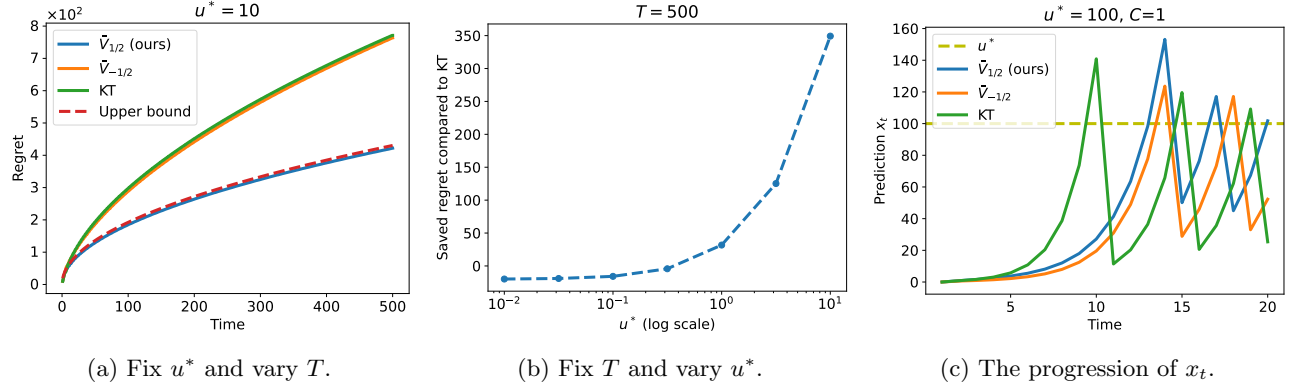 u* = 10
8 ×10²
7
6
5
4
3
2
1
0
Regret
V̄₁/₂ (ours)
V̄₋₁/₂
KT
Upper bound
0 100 200 300 400 500
Time
(a) Fix u* and vary T.
T = 500
350
300
250
200
150
100
50
0
Saved regret compared to KT
10⁻² 10⁻¹ 10⁰ 10¹
u* (log scale)
(b) Fix T and vary u*.
u* = 100, C=1
160
140
120
100
80
60
40
20
0
Prediction xₜ
u*
V̄₁/₂ (ours)
V̄₋₁/₂
KT
5 10 15 20
Time
(c) The progression of xₜ.